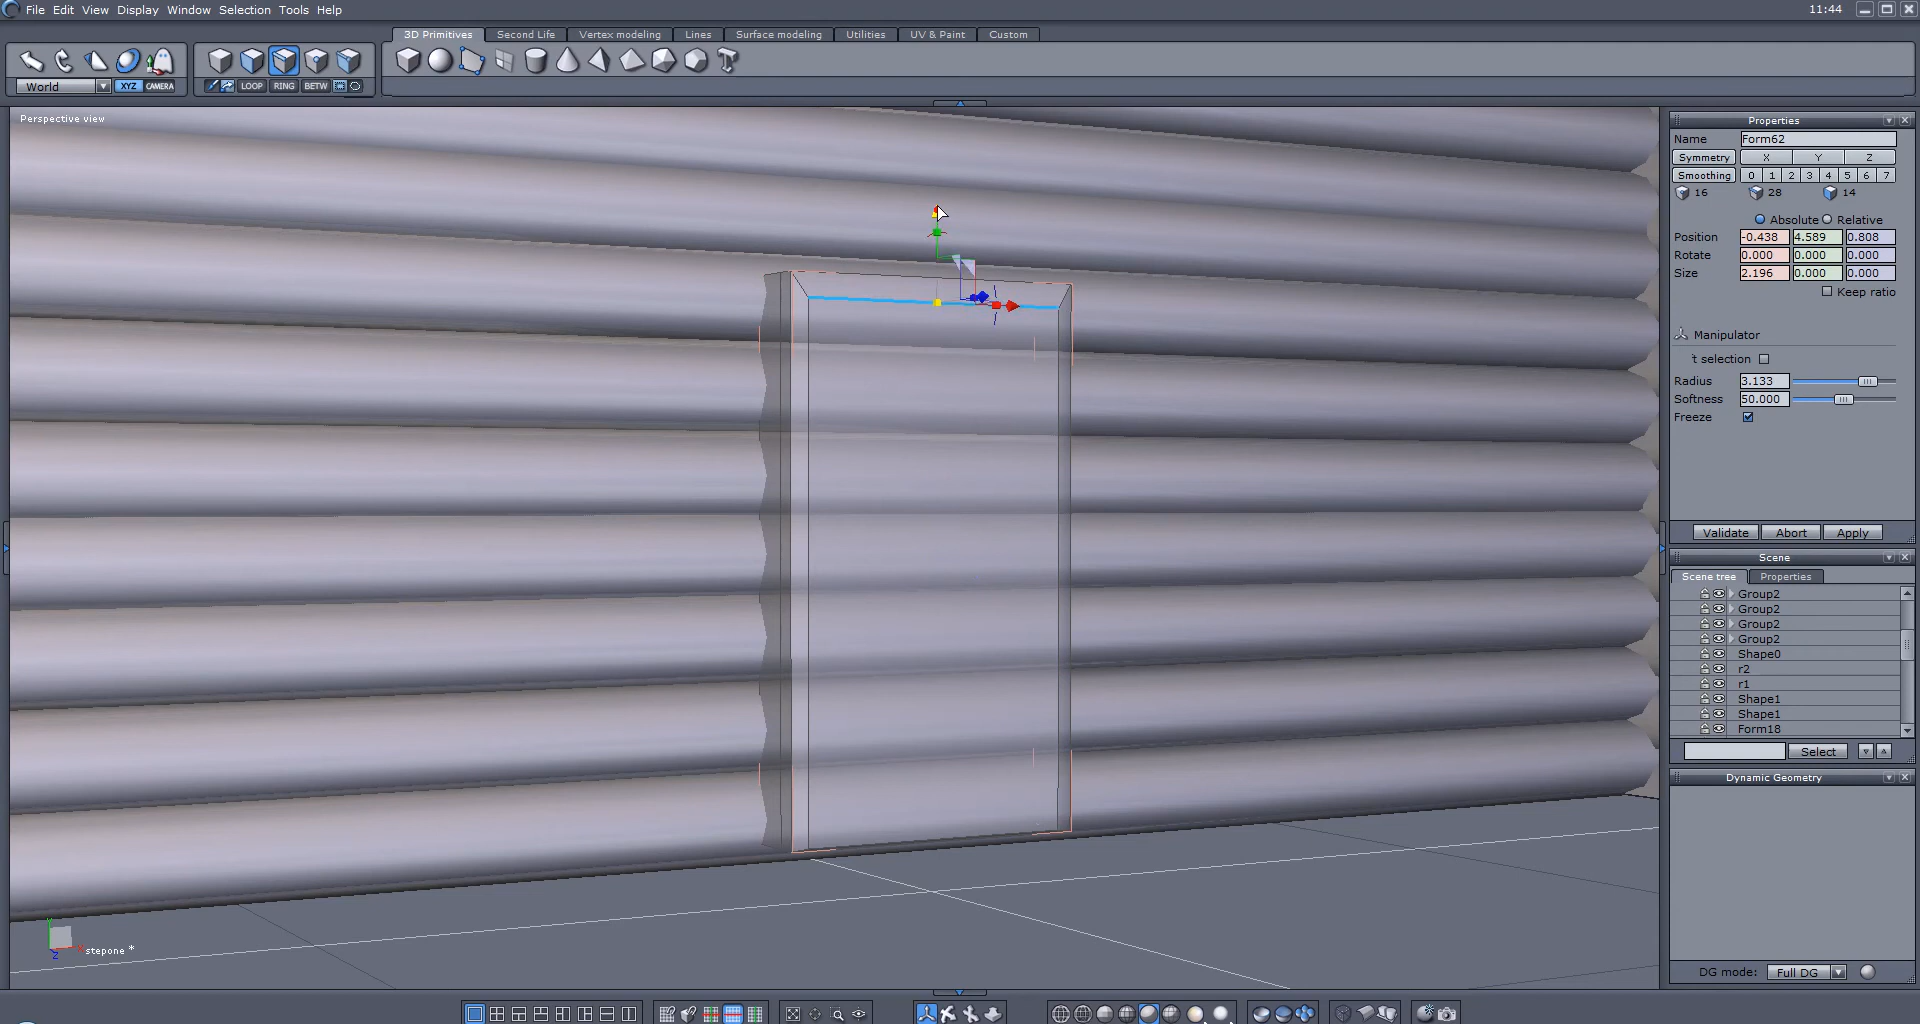 File Edit View Display Window Selection Tools Help
11:44
3D Primitives Second Life Vertex modeling Lines Surface modeling Utilities UV & Paint Custom
World XYZ CAMERA LOOP RING BETW
Perspective view
Properties
Name Form62
Symmetry X Y Z
Smoothing 0 1 2 3 4 5 6 7
16 28 14
Absolute Relative
Position -0.438 4.589 0.808
Rotate 0.000 0.000 0.000
Size 2.196 0.000 0.000
Keep ratio
Manipulator
t selection
Radius 3.133
Softness 50.000
Freeze
Validate Abort Apply
Scene
Scene tree Properties
Group2
Group2
Group2
Group2
Shape0
r2
r1
Shape1
Shape1
Form18
Select
Dynamic Geometry
Y
X
Z
stepone *
DG mode: Full DG